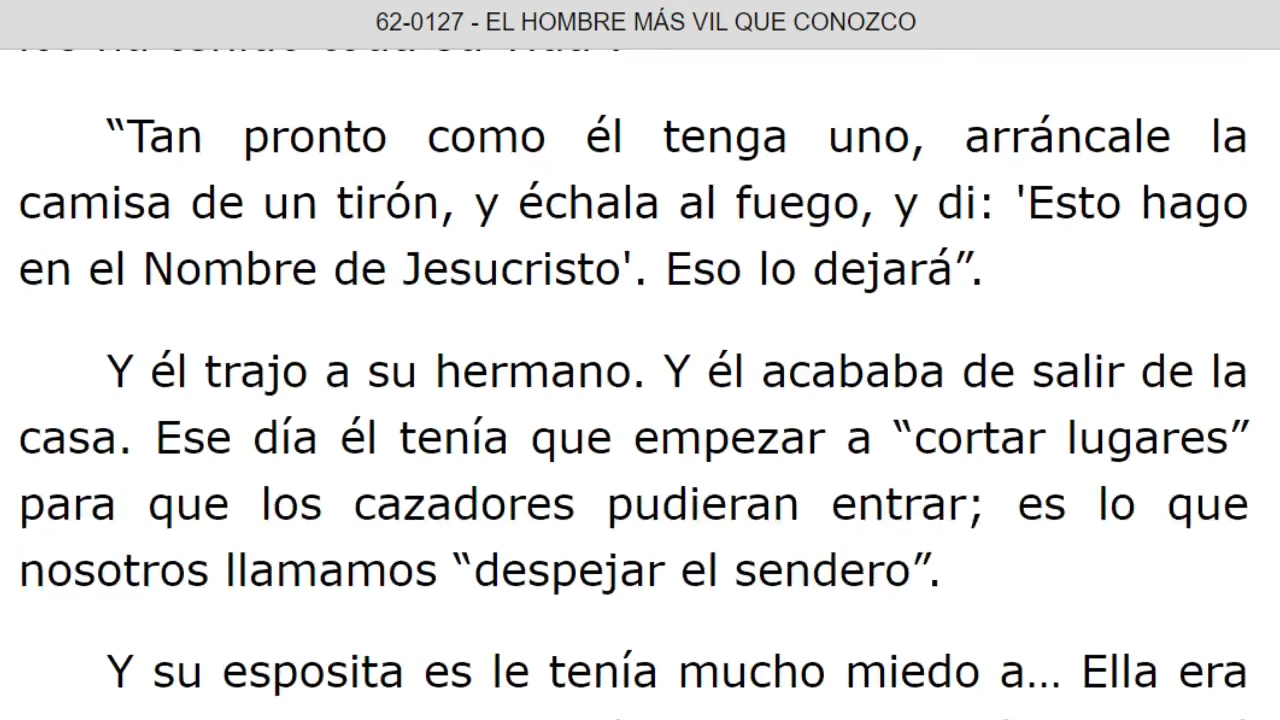 62-0127 - EL HOMBRE MÁS VIL QUE CONOZCO
“Tan pronto como él tenga uno, arráncale la
camisa de un tirón, y échala al fuego, y di: 'Esto hago
en el Nombre de Jesucristo'. Eso lo dejará”.
Y él trajo a su hermano. Y él acababa de salir de la
casa. Ese día él tenía que empezar a “cortar lugares”
para que los cazadores pudieran entrar; es lo que
nosotros llamamos “despejar el sendero”.
Y su esposita es le tenía mucho miedo a… Ella era